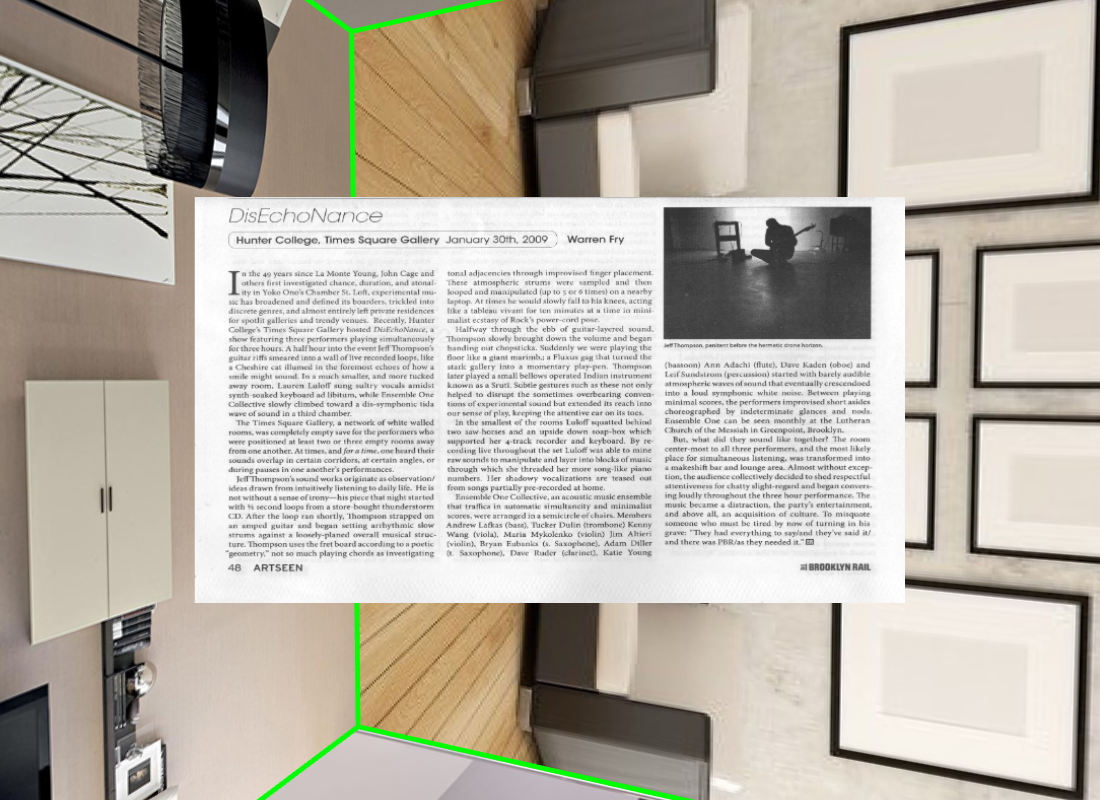 DisEchoNance
Hunter College, Times Square Gallery January 30th, 2009 Warren Fry
In the 49 years since La Monte Young, John Cage and
others first investigated chance, duration, and atonal-
ity in Yoko Ono's Chamber St. Loft, experimental mu-
sic has broadened and defined its boarders, trickled into
discrete genres, and almost entirely left private residences
for spotlit galleries and trendy venues. Recently, Hunter
College's Times Square Gallery hosted DisEchoNance, a
show featuring three performers playing simultaneously
for three hours. A half hour into the event Jeff Thompson's
guitar riffs smeared into a wall of live recorded loops, like
a Cheshire cat illumed in the foremost echoes of how a
smile might sound. In a much smaller, and more tucked
away room, Lauren Luloff sung sultry vocals amidst
synth-soaked keyboard ad libitum, while Ensemble One
Collective slowly climbed toward a dis-symphonic tidal
wave of sound in a third chamber.
The Times Square Gallery, a network of white walled
rooms, was completely empty save for the performers who
were positioned at least two or three empty rooms away
from one another. At times, and for a time, one heard their
sounds overlap in certain corridors, at certain angles, or
during pauses in one another's performances.
Jeff Thompson's sound works originate as observation/
ideas drawn from intuitively listening to daily life. He is
not without a sense of irony—his piece that night started
with ¾ second loops from a store-bought thunderstorm
CD. After the loop ran shortly, Thompson strapped on
an amped guitar and began setting arrhythmic slow
strums against a loosely-planed overall musical struc-
ture. Thompson uses the fret board according to a poetic
"geometry," not so much playing chords as investigating
tonal adjacencies through improvised finger placement.
These atmospheric strums were sampled and then
looped and manipulated (up to 5 or 6 times) on a nearby
laptop. At times he would slowly fall to his knees, acting
like a tableau vivant for ten minutes at a time in mini-
malist ecstasy of Rock's power-cord pose.
Halfway through the ebb of guitar-layered sound,
Thompson slowly brought down the volume and began
handing out chopsticks. Suddenly we were playing the
floor like a giant marimba; a Fluxus gag that turned the
stark gallery into a momentary play-pen. Thompson
later played a small bellows operated Indian instrument
known as a Sruti. Subtle gestures such as these not only
helped to disrupt the sometimes overbearing conven-
tions of experimental sound but extended its reach into
our sense of play, keeping the attentive ear on its toes.
In the smallest of the rooms Luloff squatted behind
two saw horses and an upside down soap-box which
supported her 4-track recorder and keyboard. By re-
cording live throughout the set Luloff was able to mine
raw sounds to manipulate and layer into blocks of music
through which she threaded her more song-like piano
numbers. Her shadowy vocalizations are teased out
from songs partially pre-recorded at home.
Ensemble One Collective, an acoustic music ensemble
that traffics in automatic simultaneity and minimalist
scores, were arranged in a semicircle of chairs. Members
Andrew Lafkas (bass), Tucker Dulin (trombone) Kenny
Wang (viola), Maria Mykolenko (violin) Jim Altieri
(violin), Bryan Eubanks (s. Saxophone), Adam Diller
(t. Saxophone), Dave Ruder (clarinet), Katie Young
Jeff Thompson, penitent before the hermetic drone horizon.
(bassoon) Ann Adachi (flute), Dave Kaden (oboe) and
Leif Sundstrom (percussion) started with barely audible
atmospheric waves of sound that eventually crescendoed
into a loud symphonic white noise. Between playing
minimal scores, the performers improvised short asides
choreographed by indeterminate glances and nods.
Ensemble One can be seen monthly at the Lutheran
Church of the Messiah in Greenpoint, Brooklyn.
But, what did they sound like together? The room
center-most to all three performers, and the most likely
place for simultaneous listening, was transformed into
a makeshift bar and lounge area. Almost without excep-
tion, the audience collectively decided to shed respectful
attentiveness for chatty slight-regard and began convers-
ing loudly throughout the three hour performance. The
music became a distraction, the party's entertainment,
and above all, an acquisition of culture. To misquote
someone who must be tired by now of turning in his
grave: "They had everything to say/and they've said it/
and there was PBR/as they needed it."
48 ARTSEEN
BROOKLYN RAIL